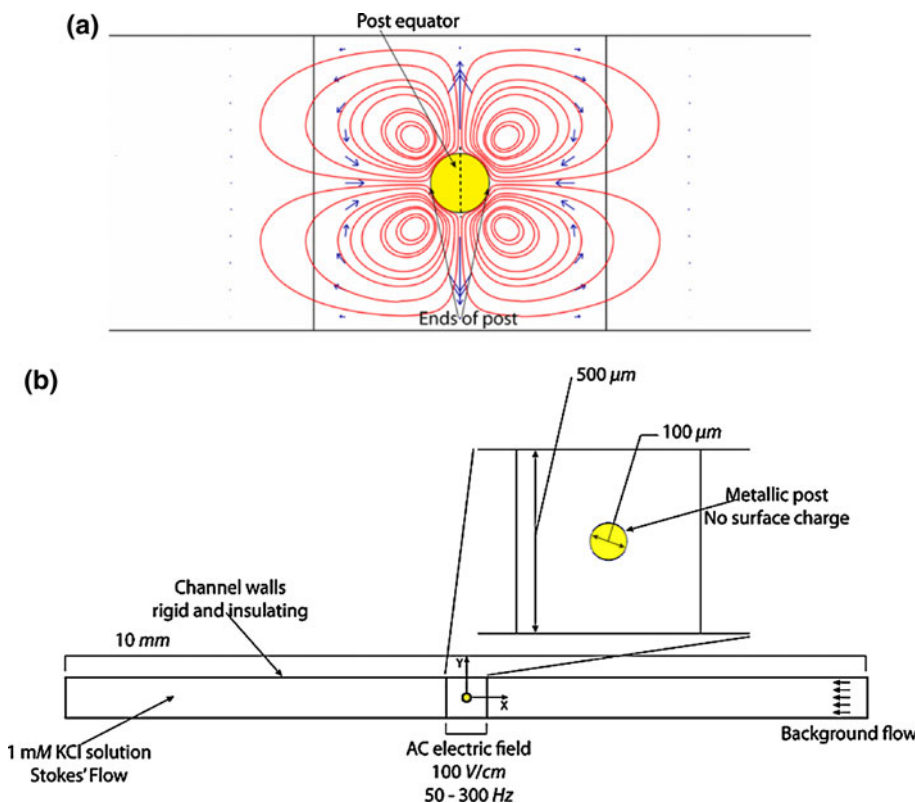 (a)
Post equator
Ends of post
(b)
500 µm
100 µm
Metallic post
No surface charge
Channel walls
rigid and insulating
10 mm
Y
X
1 mM KCl solution
Stokes' Flow
AC electric field
100 V/cm
50 - 300 Hz
Background flow